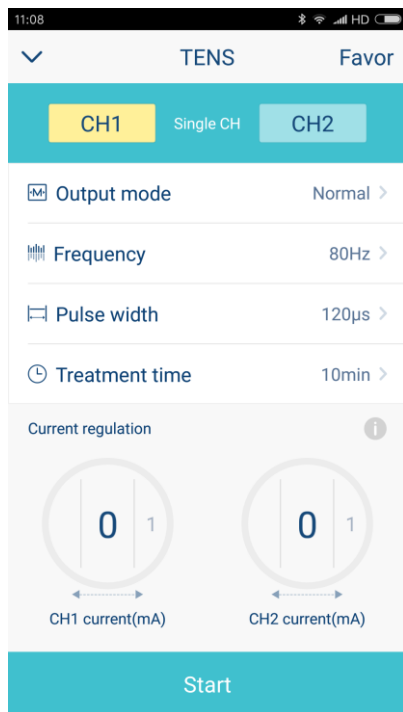 11:08 HD
TENS Favor
CH1 Single CH CH2
M Output mode Normal
Frequency 80Hz
Pulse width 120μs
Treatment time 10min
Current regulation i
0 1 0 1
CH1 current(mA) CH2 current(mA)
Start